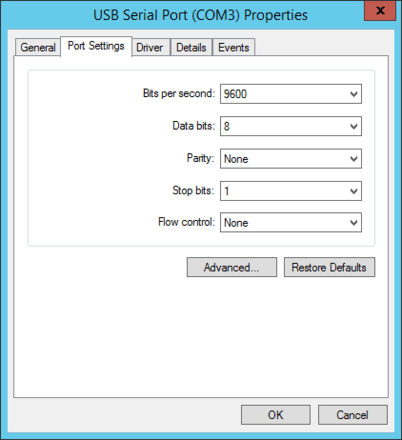 USB Serial Port (COM3) Properties
x
General Port Settings Driver Details Events
Bits per second: 9600
Data bits: 8
Parity: None
Stop bits: 1
Flow control: None
Advanced... Restore Defaults
OK Cancel